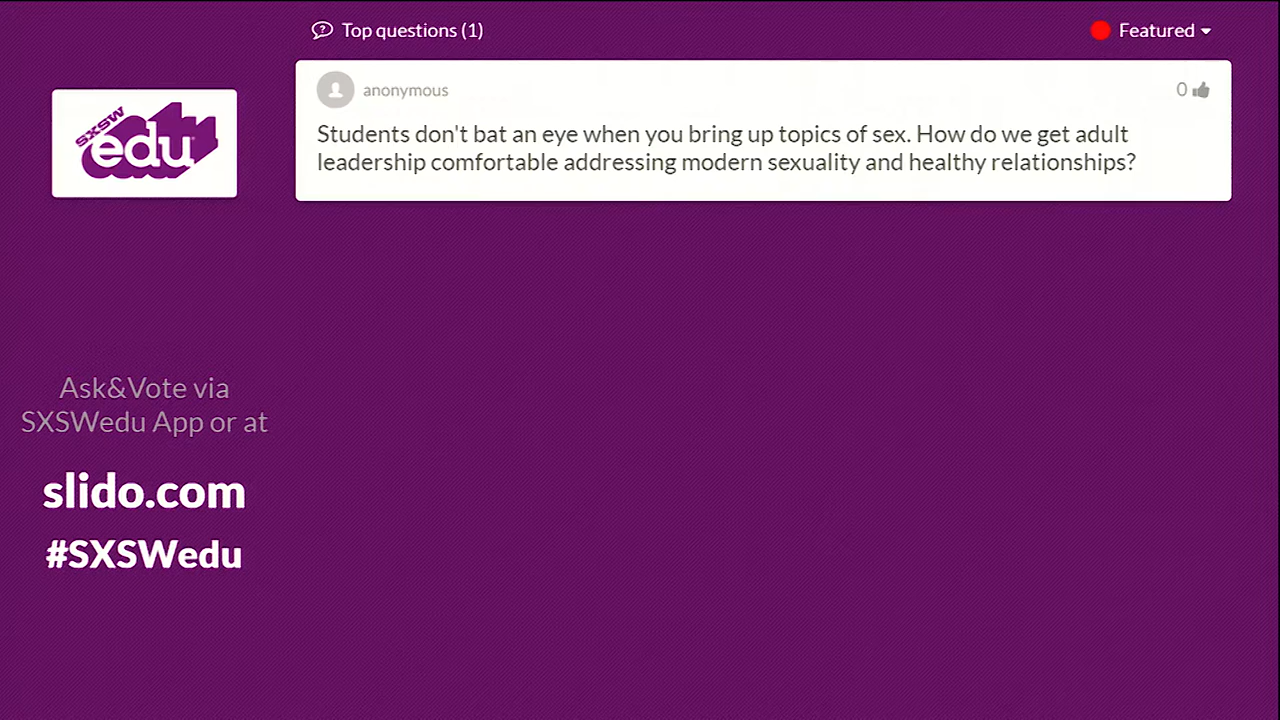 Top questions (1)
Featured
SXSW
edu
anonymous
0
Students don't bat an eye when you bring up topics of sex. How do we get adult
leadership comfortable addressing modern sexuality and healthy relationships?
Ask&Vote via
SXSWedu App or at
slido.com
#SXSWedu